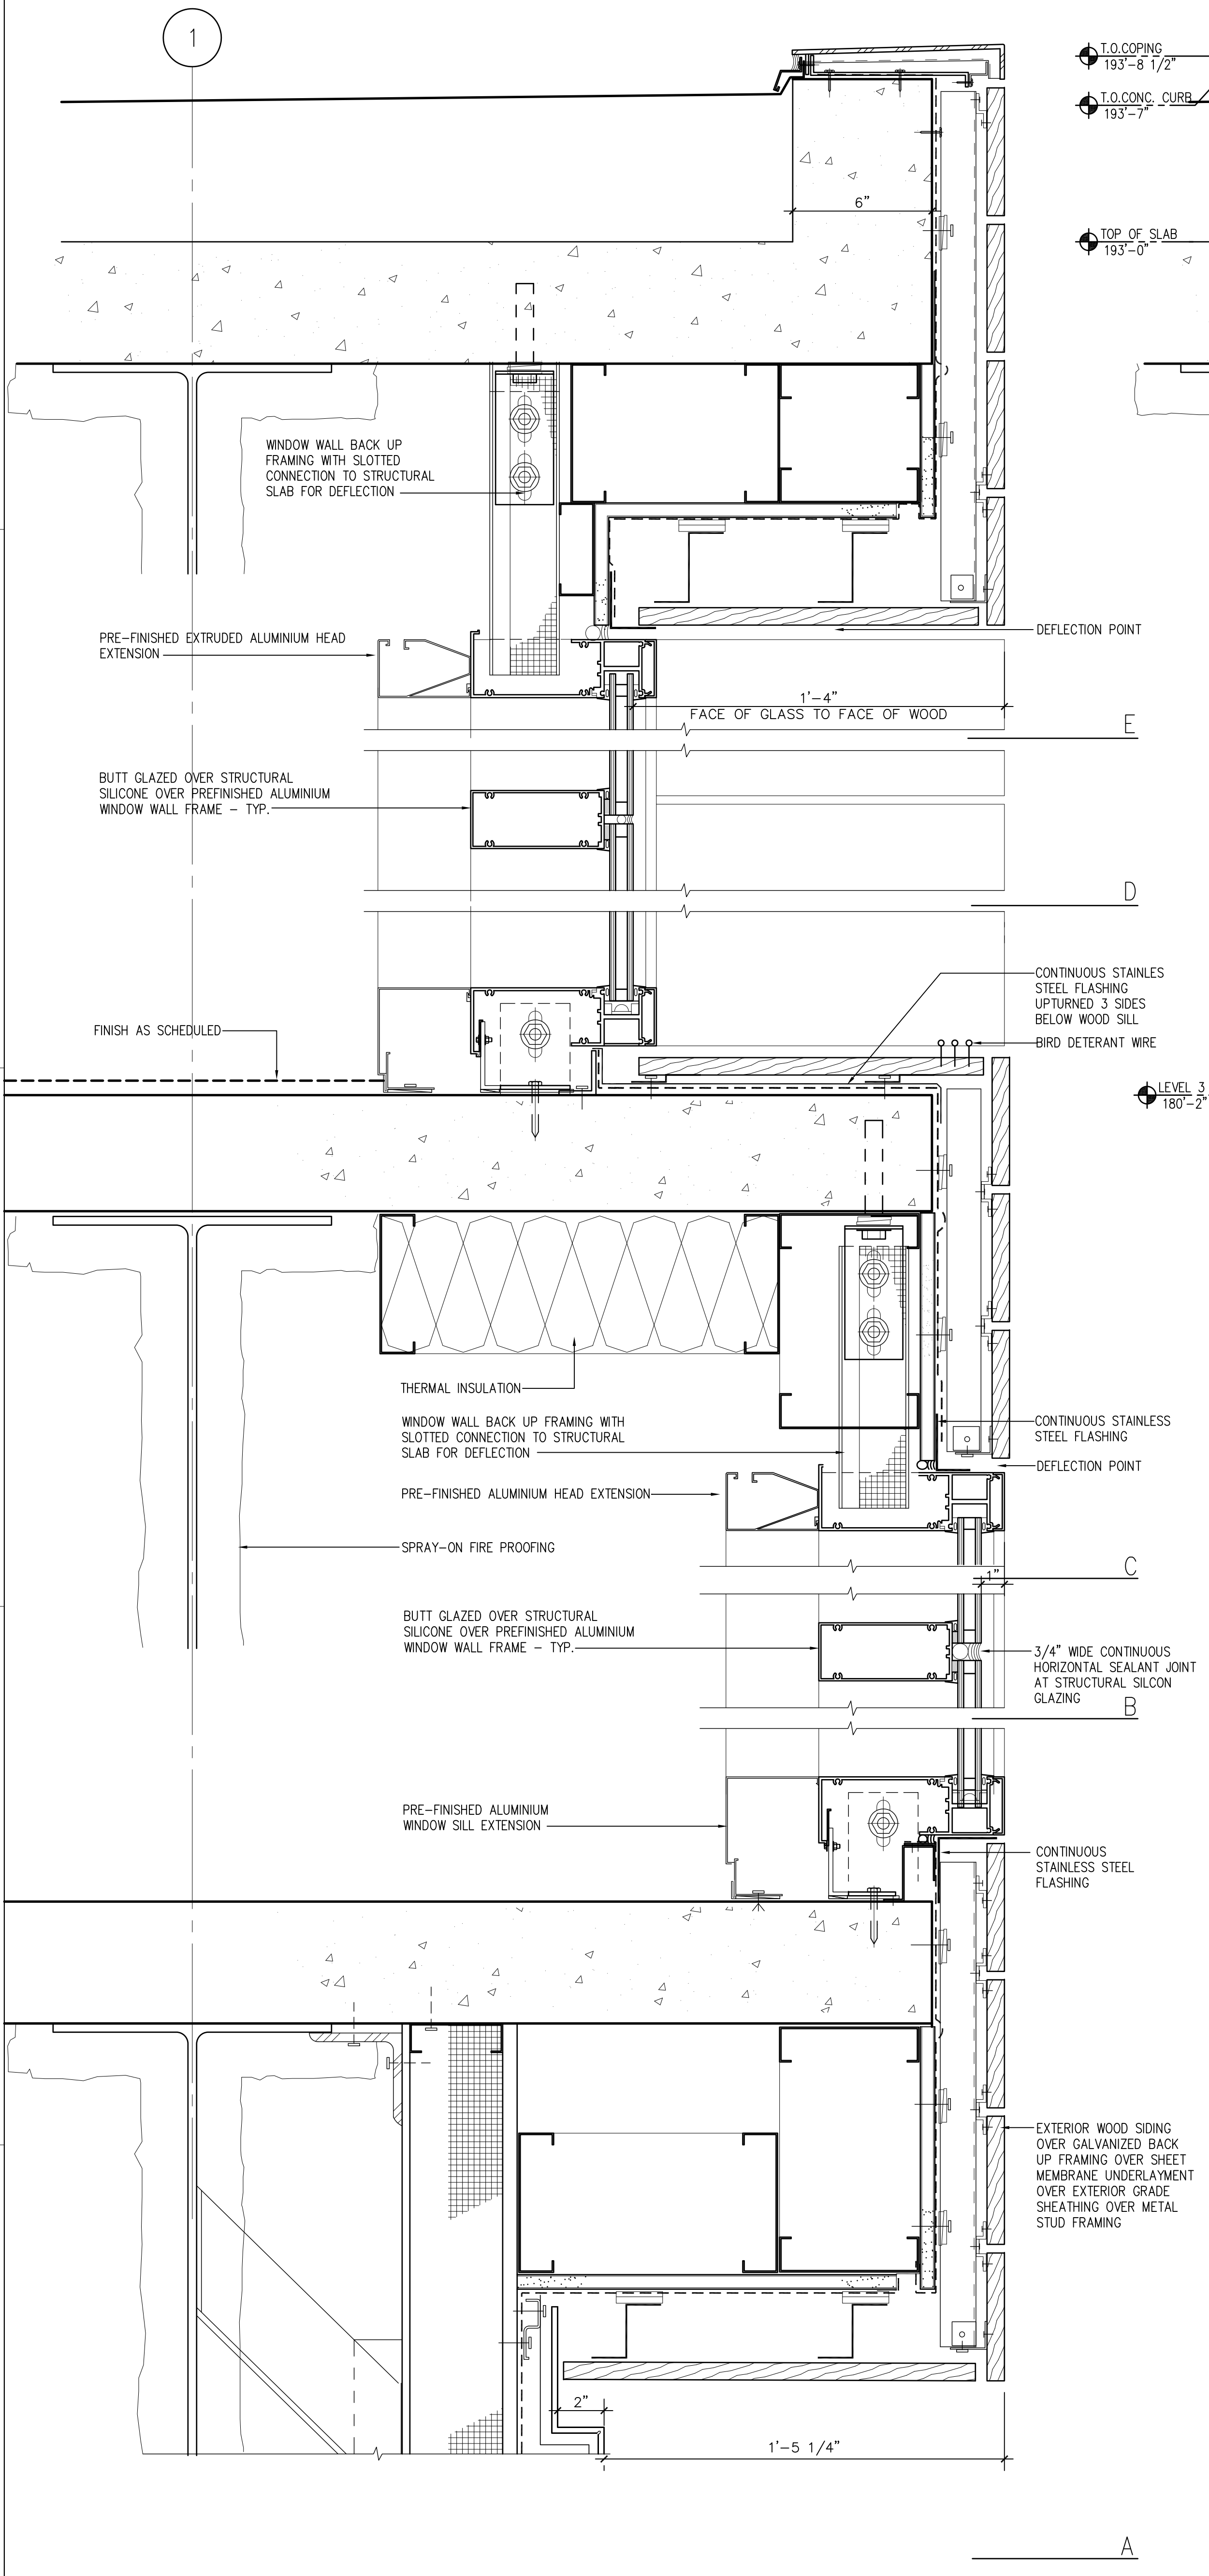 1
T.O.COPING
193'-8 1/2"
T.O.CONC. CURB
193'-7"
6"
TOP OF SLAB
193'-0"
WINDOW WALL BACK UP
FRAMING WITH SLOTTED
CONNECTION TO STRUCTURAL
SLAB FOR DEFLECTION
DEFLECTION POINT
PRE-FINISHED EXTRUDED ALUMINIUM HEAD
EXTENSION
1'-4"
FACE OF GLASS TO FACE OF WOOD
E
BUTT GLAZED OVER STRUCTURAL
SILICONE OVER PREFINISHED ALUMINIUM
WINDOW WALL FRAME - TYP.
D
CONTINUOUS STAINLES
STEEL FLASHING
UPTURNED 3 SIDES
BELOW WOOD SILL
FINISH AS SCHEDULED
BIRD DETERANT WIRE
LEVEL 3
180'-2"
THERMAL INSULATION
WINDOW WALL BACK UP FRAMING WITH
SLOTTED CONNECTION TO STRUCTURAL
SLAB FOR DEFLECTION
CONTINUOUS STAINLESS
STEEL FLASHING
DEFLECTION POINT
PRE-FINISHED ALUMINIUM HEAD EXTENSION
SPRAY-ON FIRE PROOFING
C
1"
BUTT GLAZED OVER STRUCTURAL
SILICONE OVER PREFINISHED ALUMINIUM
WINDOW WALL FRAME - TYP.
3/4" WIDE CONTINUOUS
HORIZONTAL SEALANT JOINT
AT STRUCTURAL SILCON
GLAZING
B
PRE-FINISHED ALUMINIUM
WINDOW SILL EXTENSION
CONTINUOUS
STAINLESS STEEL
FLASHING
EXTERIOR WOOD SIDING
OVER GALVANIZED BACK
UP FRAMING OVER SHEET
MEMBRANE UNDERLAYMENT
OVER EXTERIOR GRADE
SHEATHING OVER METAL
STUD FRAMING
2"
1'-5 1/4"
A